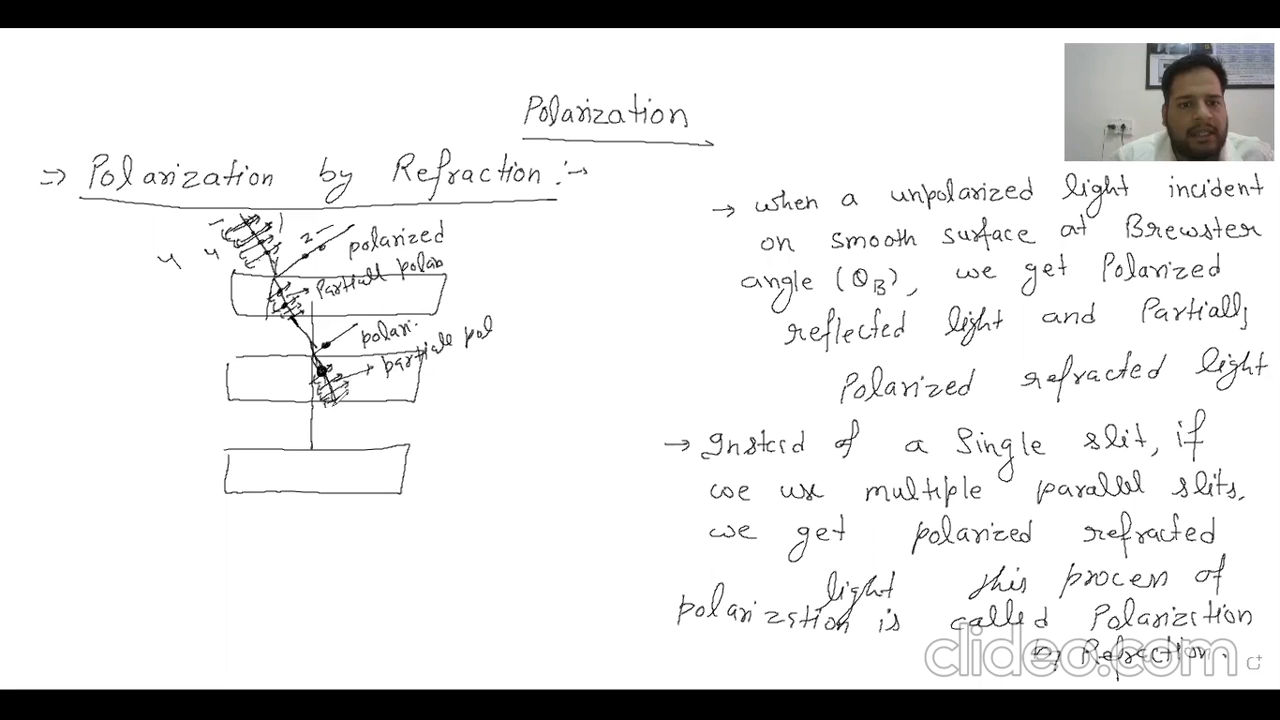 Polarization
⇒ Polarization by Refraction :→
polarized
Partiall polar
polari.
partiall pol
→ when a unpolarized light incident
on smooth surface at Brewster
angle (θB), we get Polarized
reflected light and Partially
Polarized refracted light
→ Instead of a Single slit, if
we use multiple parallel slits.
we get polarized refracted
light this process of
polarization is called Polarization
by Refraction.
clideo.com